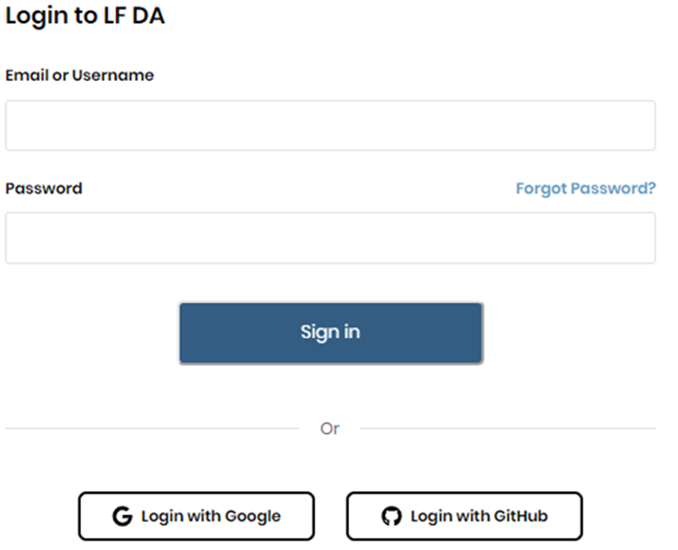 Login to LF DA
Email or Username
Password Forgot Password?
Sign in
Or
Login with Google Login with GitHub